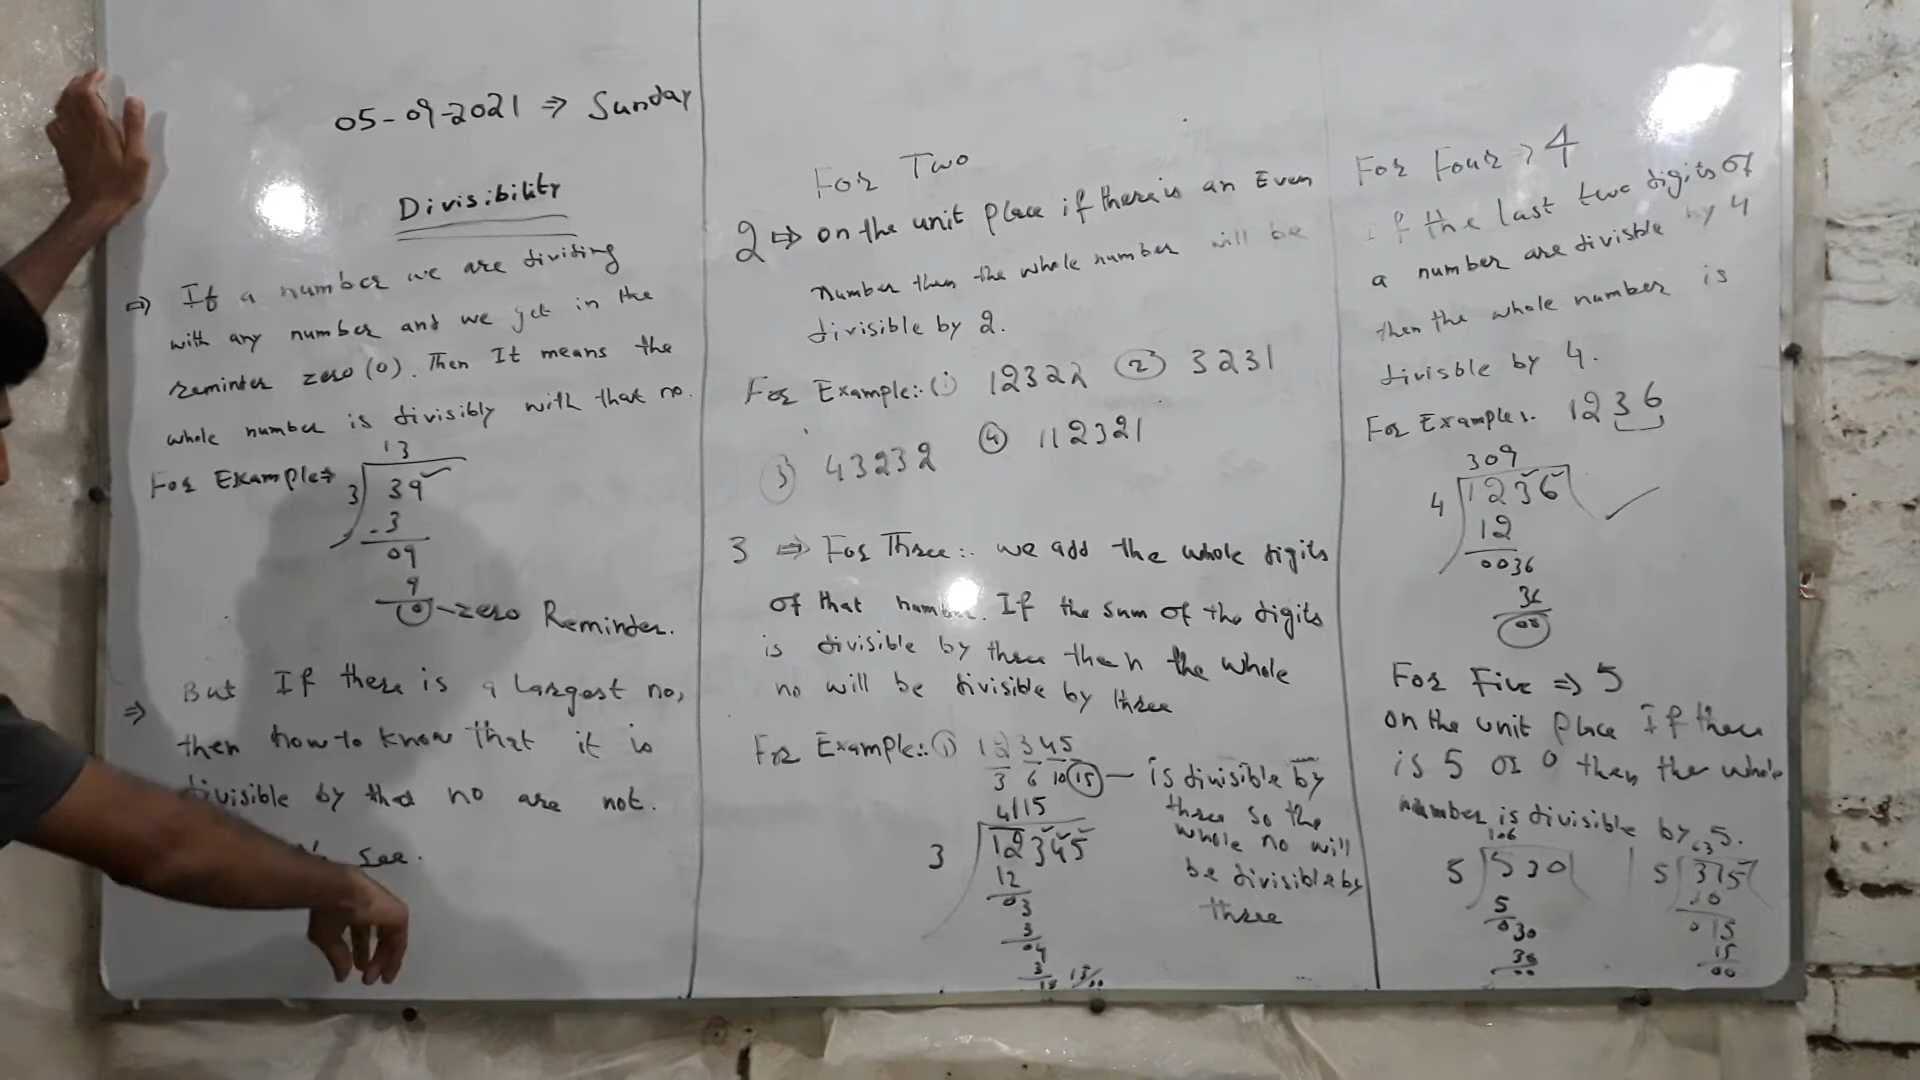 05-09-2021 ⇒ Sunday
Divisibility
⇒ If a number we are dividing
with any number and we get in the
reminter zero (0). Then It means the
whole number is divisibly with that no.
For Example⇒
13
3 39
-3
09
9
0 - zero Reminder.
⇒ But If there is a largest no,
then how to know that it is
divisible by that no are not.
see.
For Two
2 ⇒ on the unit place if there is an Even
number then the whole number will be
divisible by 2.
For Example:- (1) 12322 (2) 3231
(3) 43232 (4) 112321
3 ⇒ For Three:- we add the whole digits
of that number. If the sum of the digits
is divisible by three then the whole
no will be divisible by three
For Example:- (1) 12345
3 6 10 (15) — is divisible by
three so the
whole no will
be divisible by
three
4115
3 12345
12
03
3
04
3
15
15
00
For Four > 4
If the last two digits of
a number are divisble by 4
then the whole number is
divisble by 4.
For Examples. 1236
309
4 1236
12
0036
36
00
For Five ⇒ 5
on the unit place If there
is 5 or 0 then the whole
number is divisible by 5.
106
5 530
5
030
30
00
63
5 375
015
15
00